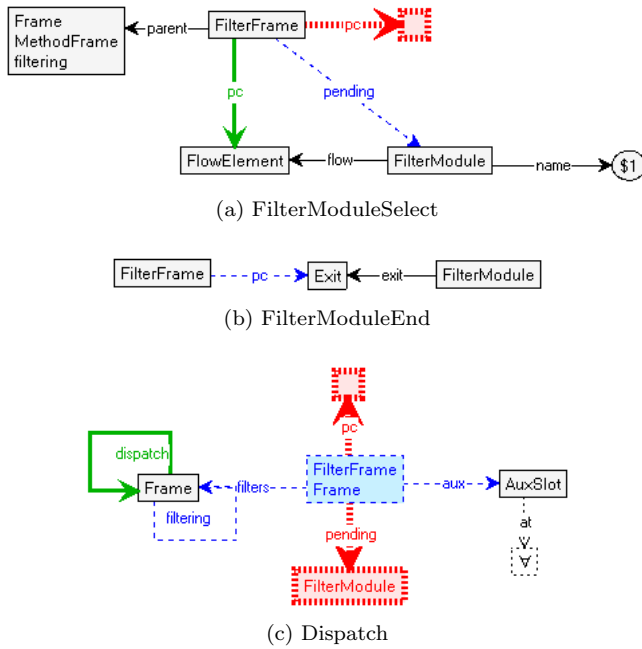 Frame
MethodFrame
filtering
parent
FilterFrame
pc
pc
pending
FlowElement
flow
FilterModule
name
$1
(a) FilterModuleSelect
FilterFrame
pc
Exit
exit
FilterModule
(b) FilterModuleEnd
pc
dispatch
Frame
filters
FilterFrame
Frame
aux
AuxSlot
filtering
at
pending
∀
FilterModule
(c) Dispatch